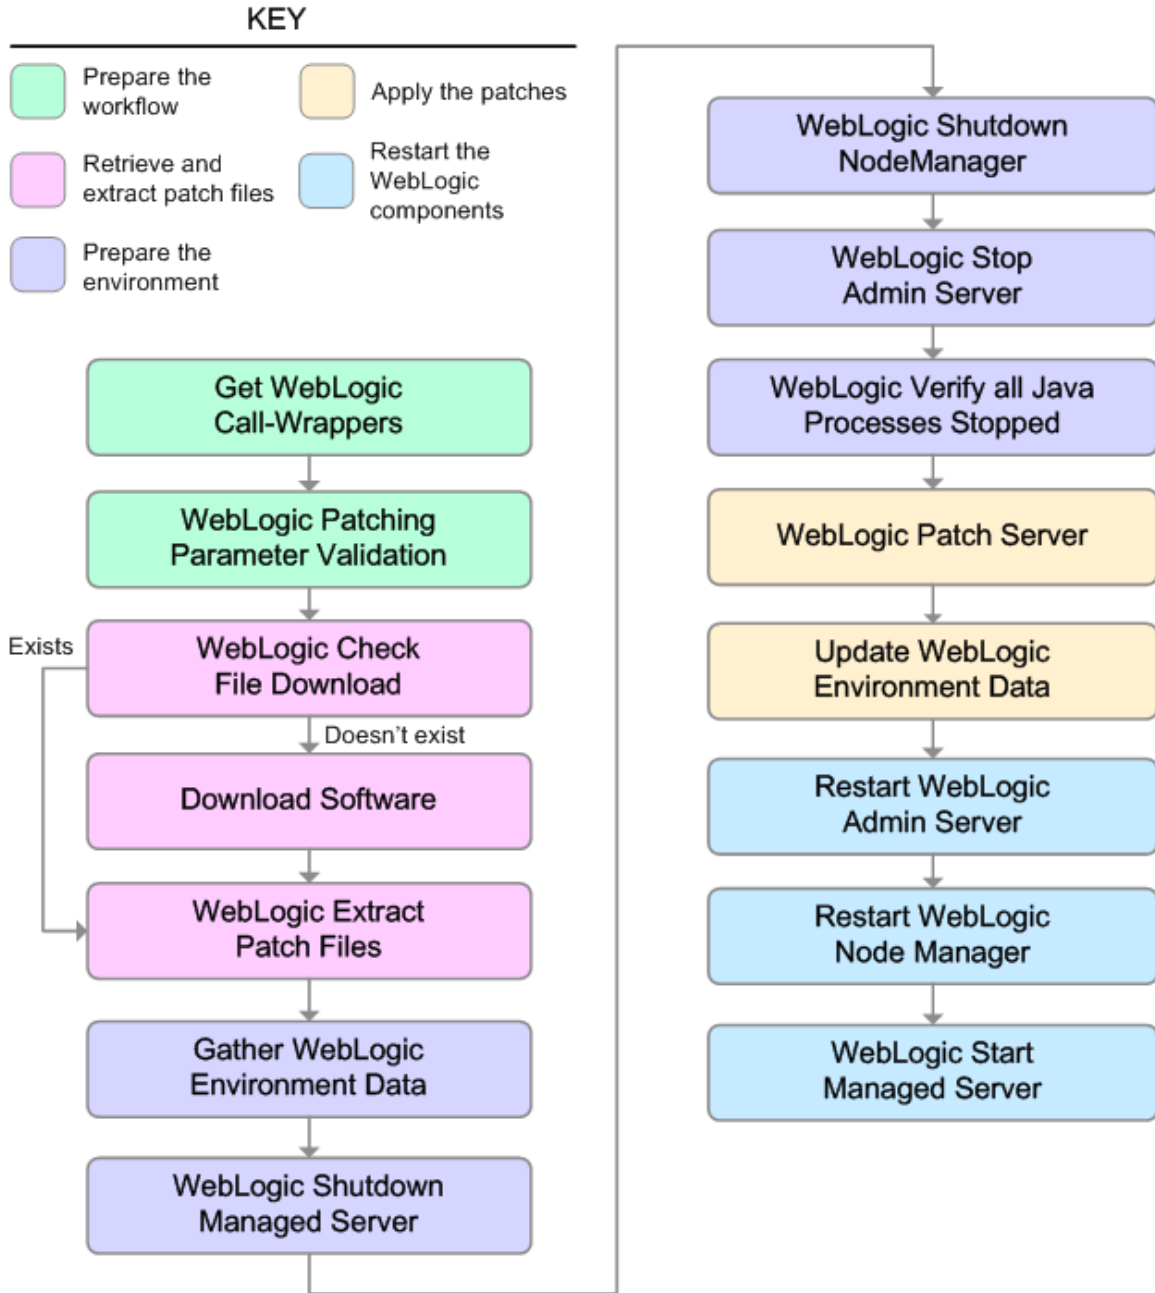 KEY
Prepare the
workflow
Apply the patches
Retrieve and
extract patch files
Restart the
WebLogic
components
Prepare the
environment
Get WebLogic
Call-Wrappers
WebLogic Patching
Parameter Validation
Exists
WebLogic Check
File Download
Doesn't exist
Download Software
WebLogic Extract
Patch Files
Gather WebLogic
Environment Data
WebLogic Shutdown
Managed Server
WebLogic Shutdown
NodeManager
WebLogic Stop
Admin Server
WebLogic Verify all Java
Processes Stopped
WebLogic Patch Server
Update WebLogic
Environment Data
Restart WebLogic
Admin Server
Restart WebLogic
Node Manager
WebLogic Start
Managed Server